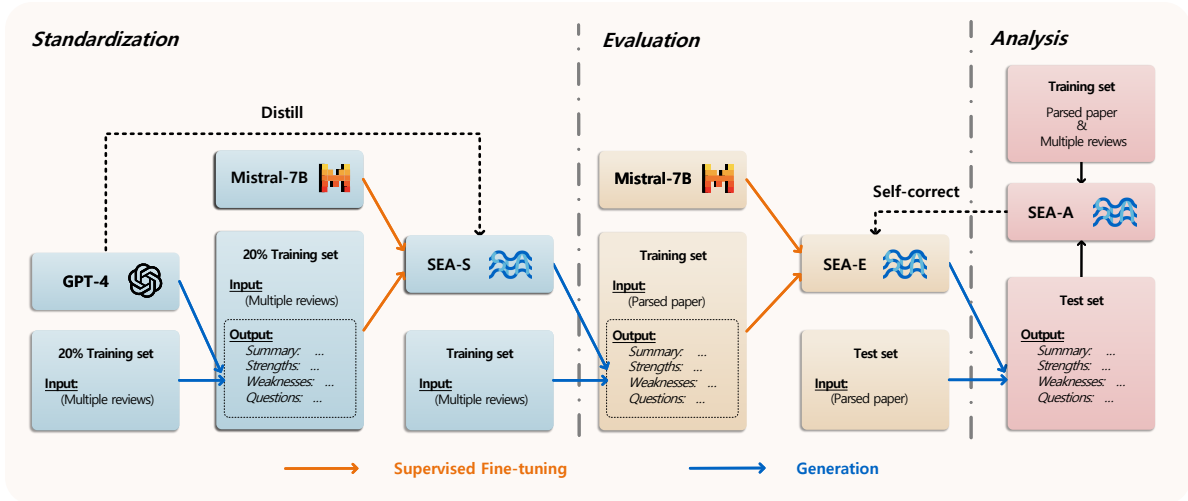 Standardization
Distill
Mistral-7B
GPT-4
20% Training set
Input:
(Multiple reviews)
20% Training set
Input:
(Multiple reviews)
Output:
Summary: ...
Strengths: ...
Weaknesses: ...
Questions: ...
SEA-S
Training set
Input:
(Multiple reviews)
Evaluation
Mistral-7B
Training set
Input:
(Parsed paper)
Output:
Summary: ...
Strengths: ...
Weaknesses: ...
Questions: ...
SEA-E
Test set
Input:
(Parsed paper)
Self-correct
Analysis
Training set
Parsed paper
&
Multiple reviews
SEA-A
Test set
Output:
Summary: ...
Strengths: ...
Weaknesses: ...
Questions: ...
Supervised Fine-tuning
Generation